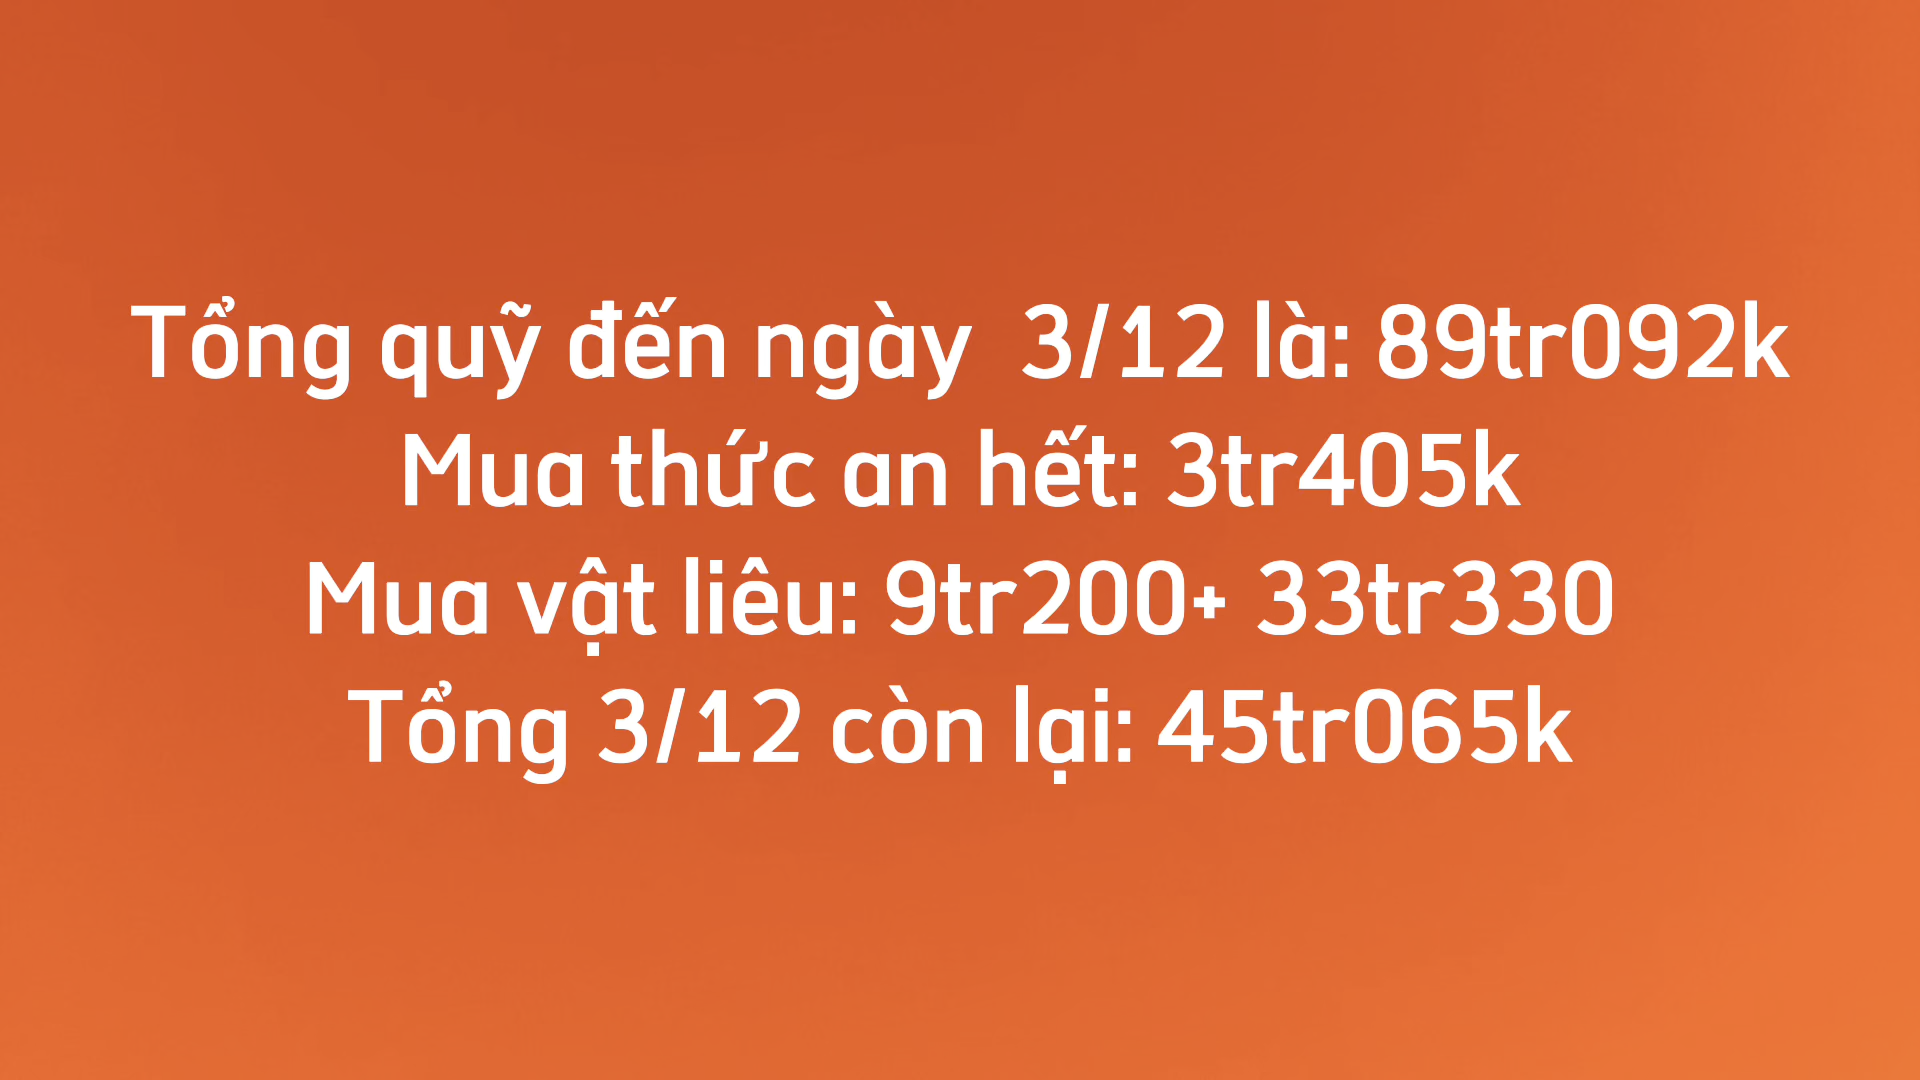 Tổng quỹ đến ngày  3/12 là: 89tr092k
Mua thức an hết: 3tr405k
Mua vật liêu: 9tr200+ 33tr330
Tổng 3/12 còn lại: 45tr065k